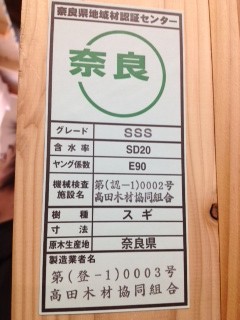 奈良県地域材認証センター
奈良
グレード SSS
含水率 SD20
ヤング係数 E90
機械検査施設名 第(認-1)0002号
高田木材協同組合
樹種 スギ
寸法
原木生産地 奈良県
製造業者名
第(登-1)0003号
高田木材協同組合